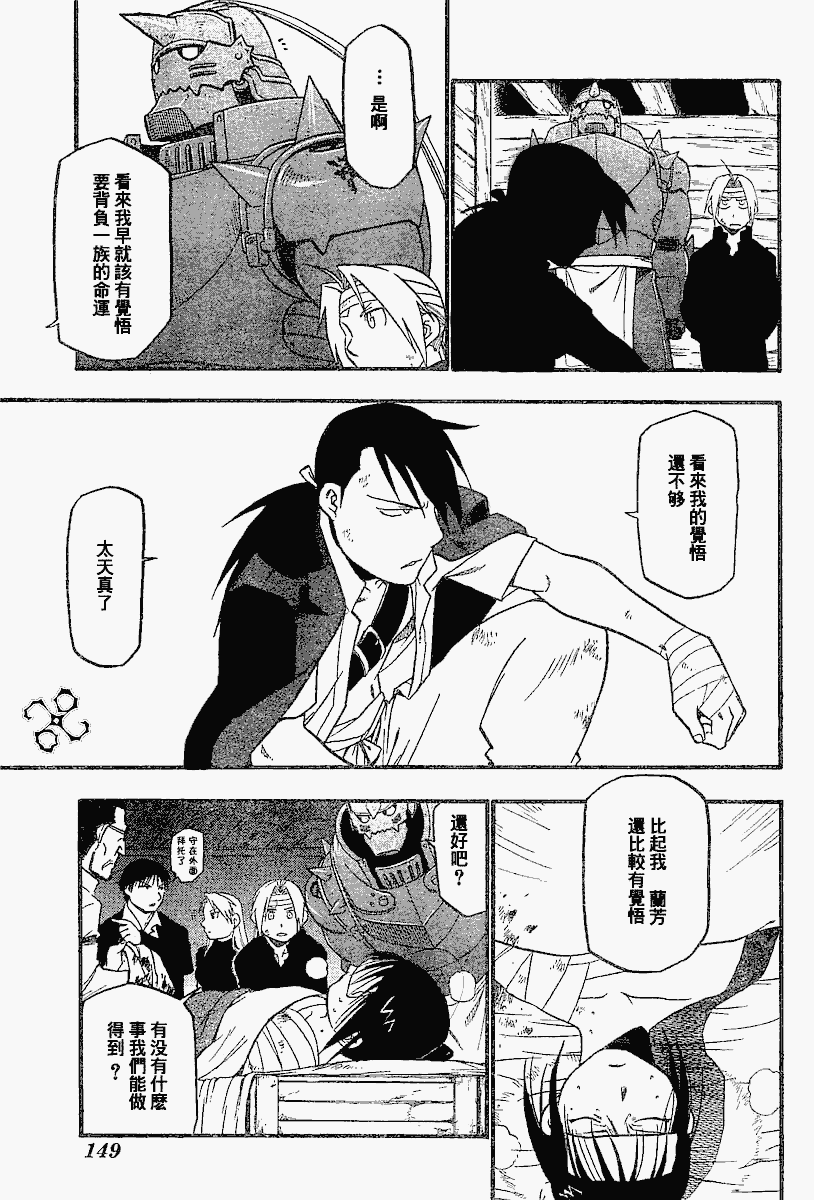 …是啊
看來我早就該有覺悟
要背負一族的命運
看來我的覺悟
還不够
太天真了
比起我 蘭芳
還比較有覺悟
還好吧？
守在外面
拜托了
有没有什麽
事我們能做
得到？
149